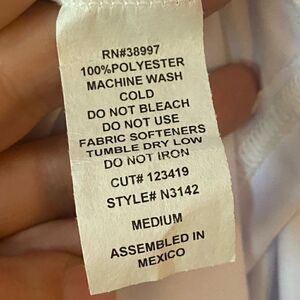 RN#38997
100%POLYESTER
MACHINE WASH
COLD
DO NOT BLEACH
DO NOT USE
FABRIC SOFTENERS
TUMBLE DRY LOW
DO NOT IRON
CUT# 123419
STYLE# N3142
MEDIUM
ASSEMBLED IN
MEXICO